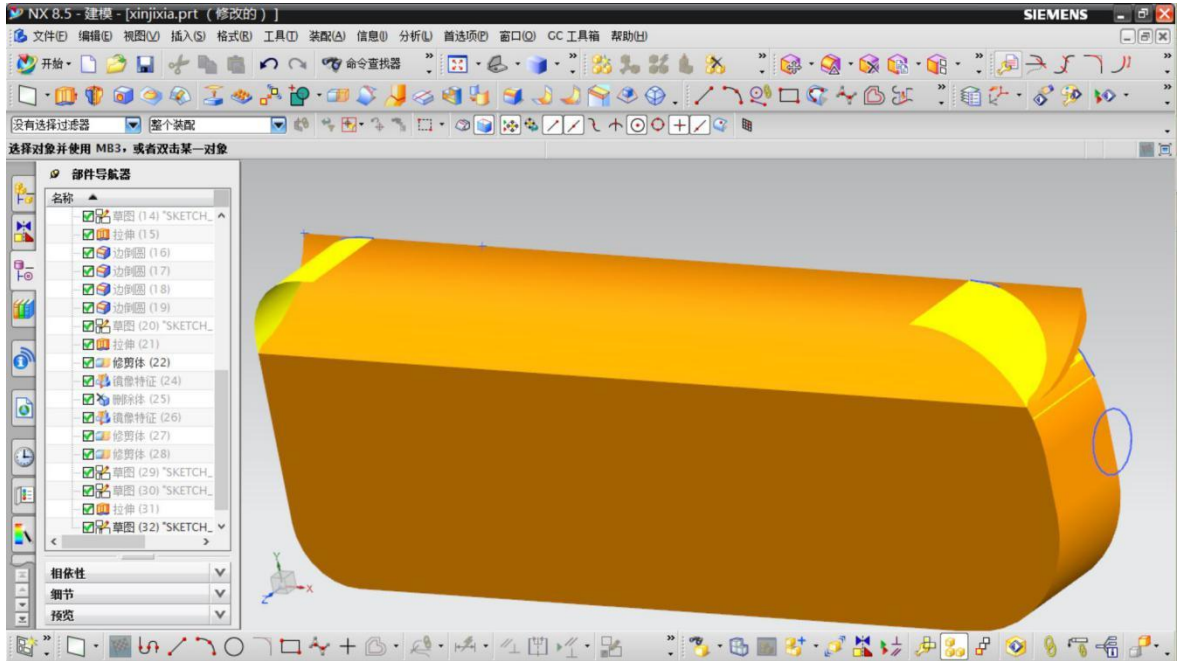 NX 8.5 - 建模 - [xinjixia.prt （修改的）]
SIEMENS
文件(F) 编辑(E) 视图(V) 插入(S) 格式(R) 工具(T) 装配(A) 信息(I) 分析(L) 首选项(P) 窗口(O) GC 工具箱 帮助(H)
开始 命令查找器
没有选择过滤器 整个装配
选择对象并使用 MB3，或者双击某一对象
部件导航器
名称
草图 (14) "SKETCH_
拉伸 (15)
边倒圆 (16)
边倒圆 (17)
边倒圆 (18)
边倒圆 (19)
草图 (20) "SKETCH_
拉伸 (21)
修剪体 (22)
镜像特征 (24)
删除体 (25)
镜像特征 (26)
修剪体 (27)
修剪体 (28)
草图 (29) "SKETCH_
草图 (30) "SKETCH_
拉伸 (31)
草图 (32) "SKETCH_
相依性
细节
预览
Y
Z
X